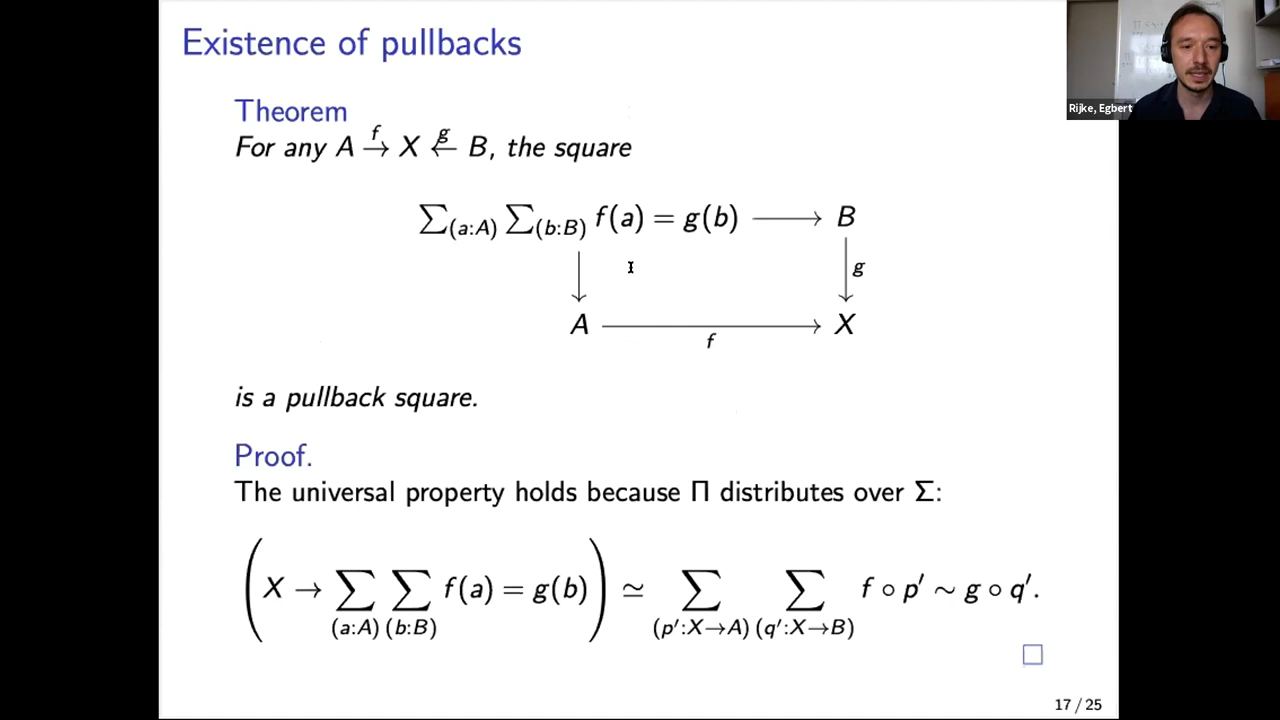 Existence of pullbacks
Rijke, Egbert
Theorem
For any A →f X ←g B, the square
∑(a:A) ∑(b:B) f(a) = g(b) ⟶ B
g
A ⟶ X
f
is a pullback square.
Proof.
The universal property holds because Π distributes over Σ:
(X → ∑(a:A) ∑(b:B) f(a) = g(b)) ≃ ∑(p′:X→A) ∑(q′:X→B) f ∘ p′ ∼ g ∘ q′.
□
17 / 25